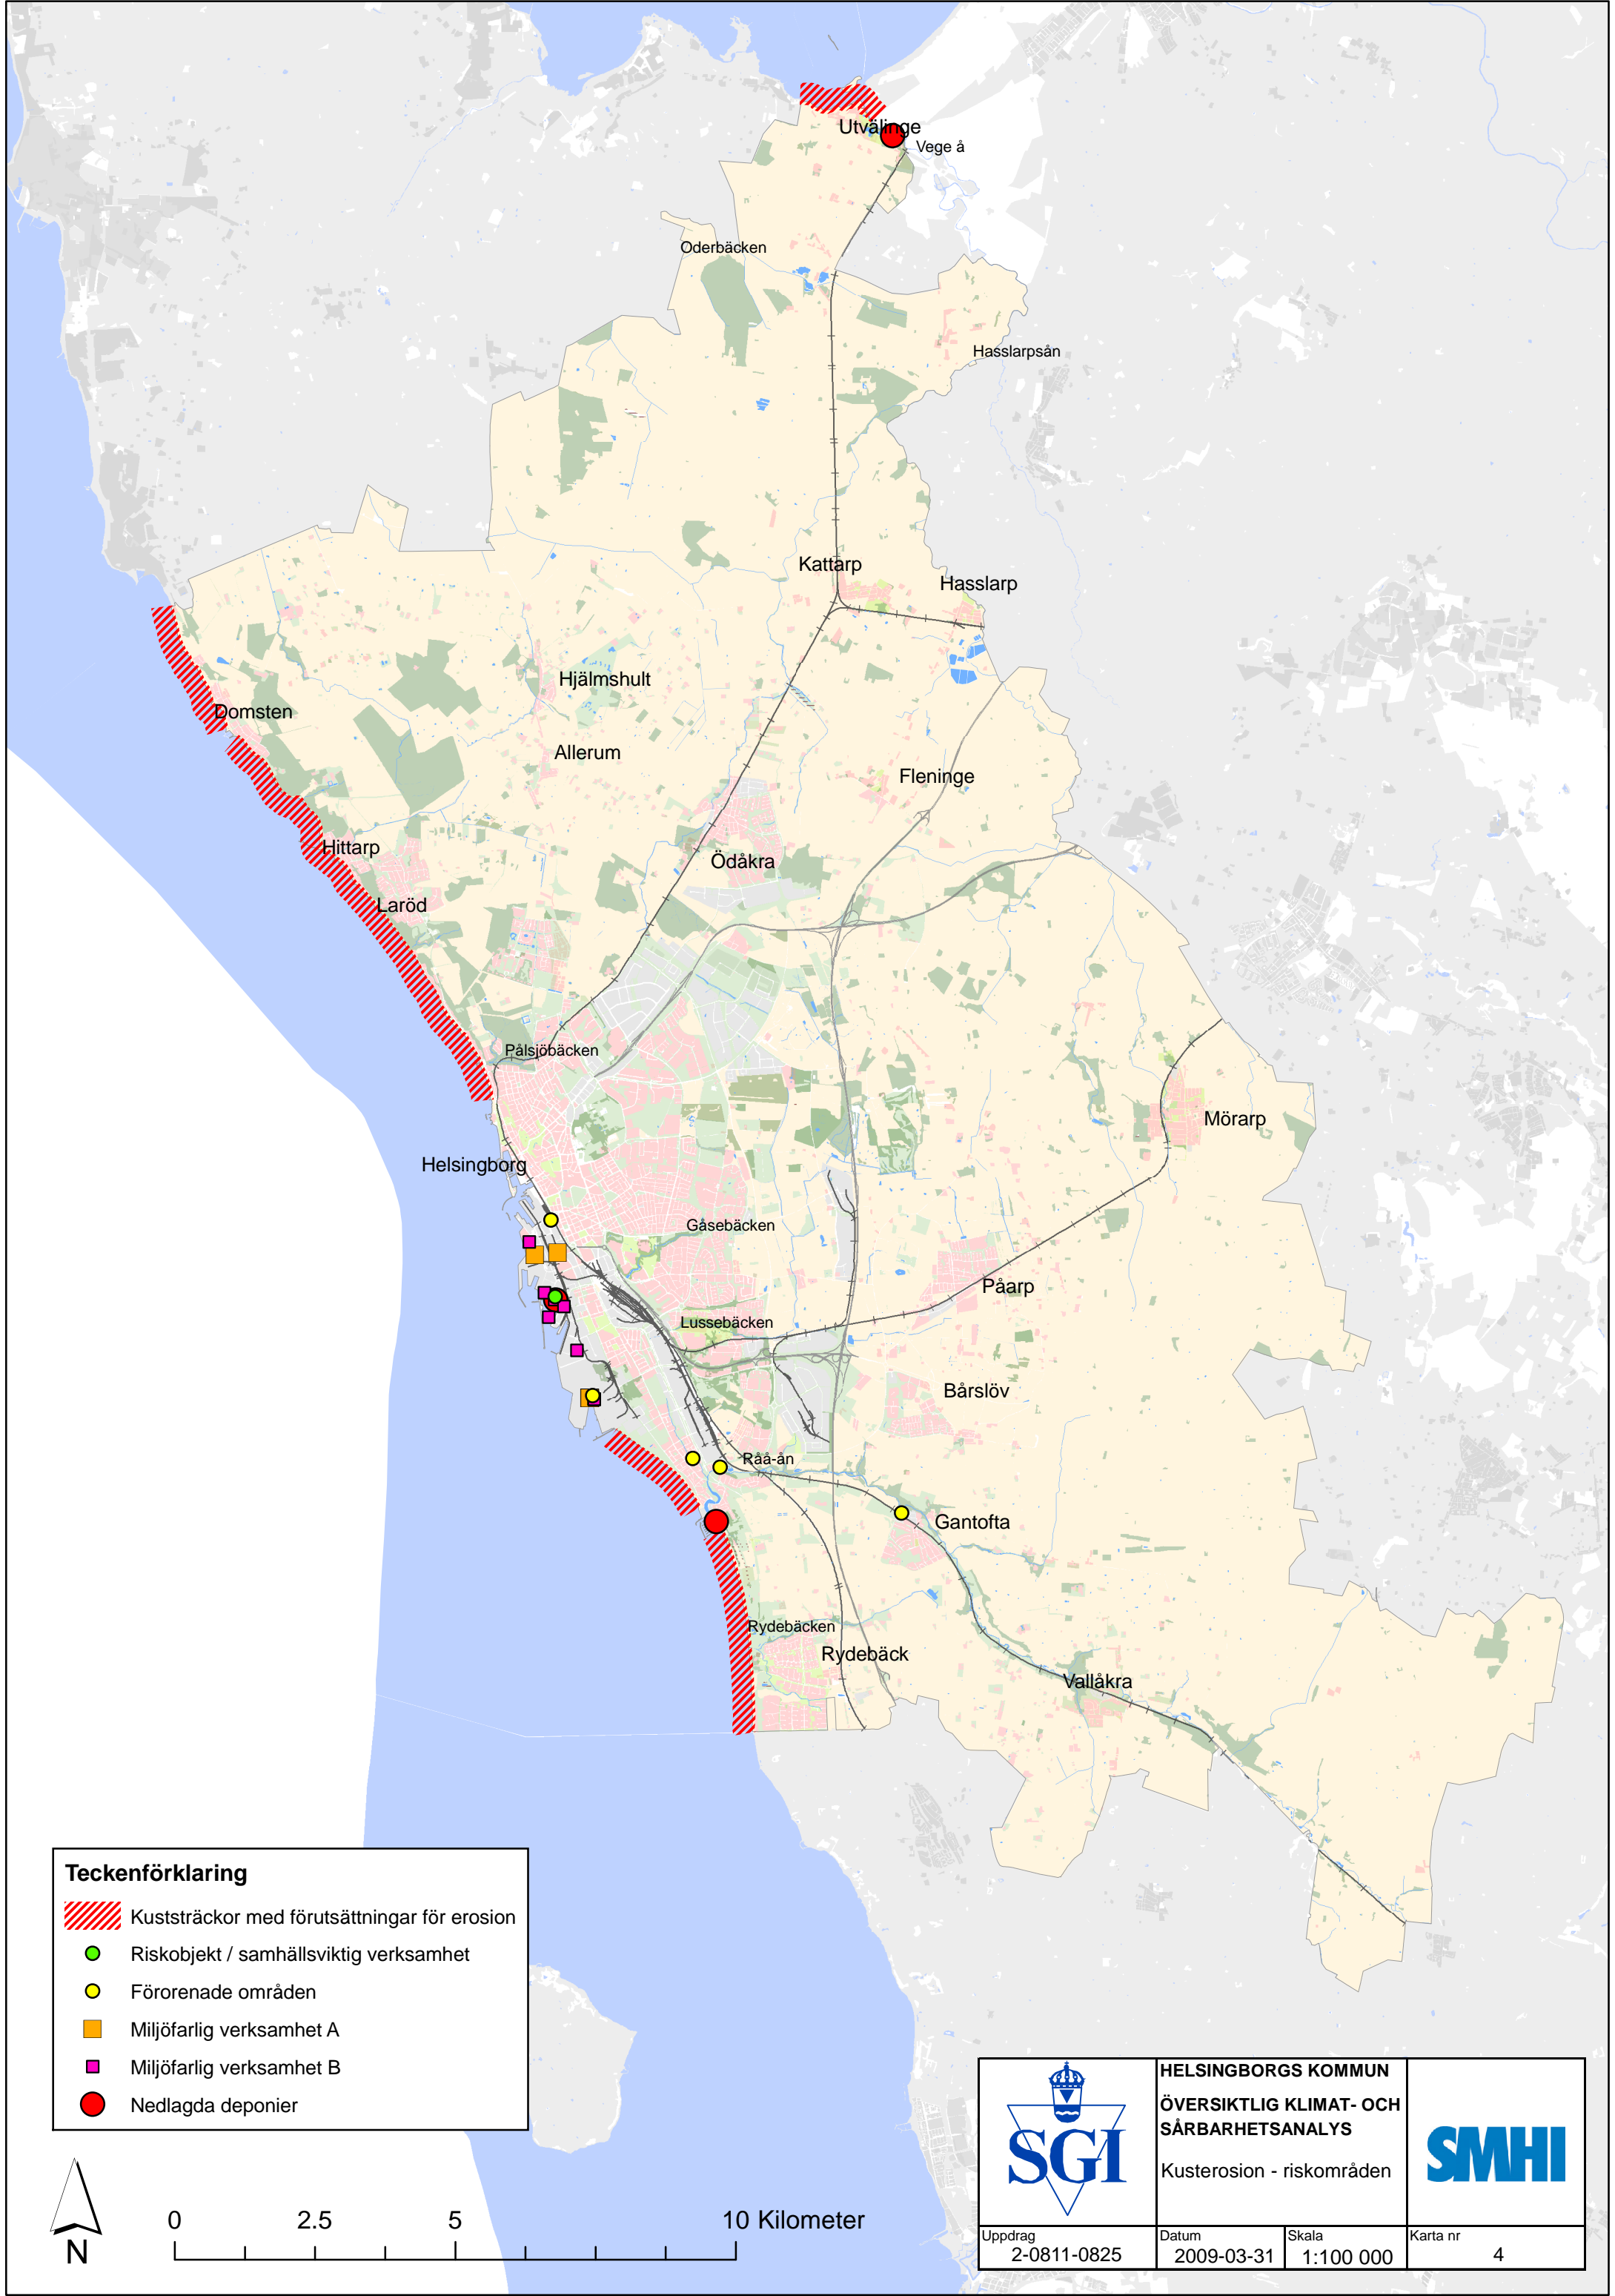 Utvälinge
Vege å
Oderbäcken
Hasslarpsån
Kattarp
Hasslarp
Hjälmshult
Domsten
Allerum
Fleninge
Hittarp
Ödåkra
Laröd
Pålsjöbäcken
Mörarp
Helsingborg
Gåsebäcken
Påarp
Lussebäcken
Bårslöv
Råå-ån
Gantofta
Rydebäcken
Rydebäck
Vallåkra
Teckenförklaring
Kuststräckor med förutsättningar för erosion
Riskobjekt / samhällsviktig verksamhet
Förorenade områden
Miljöfarlig verksamhet A
Miljöfarlig verksamhet B
Nedlagda deponier
N
0 2.5 5 10 Kilometer
SGI
HELSINGBORGS KOMMUN
ÖVERSIKTLIG KLIMAT- OCH
SÅRBARHETSANALYS
Kusterosion - riskområden
SMHI
Uppdrag
2-0811-0825
Datum
2009-03-31
Skala
1:100 000
Karta nr
4